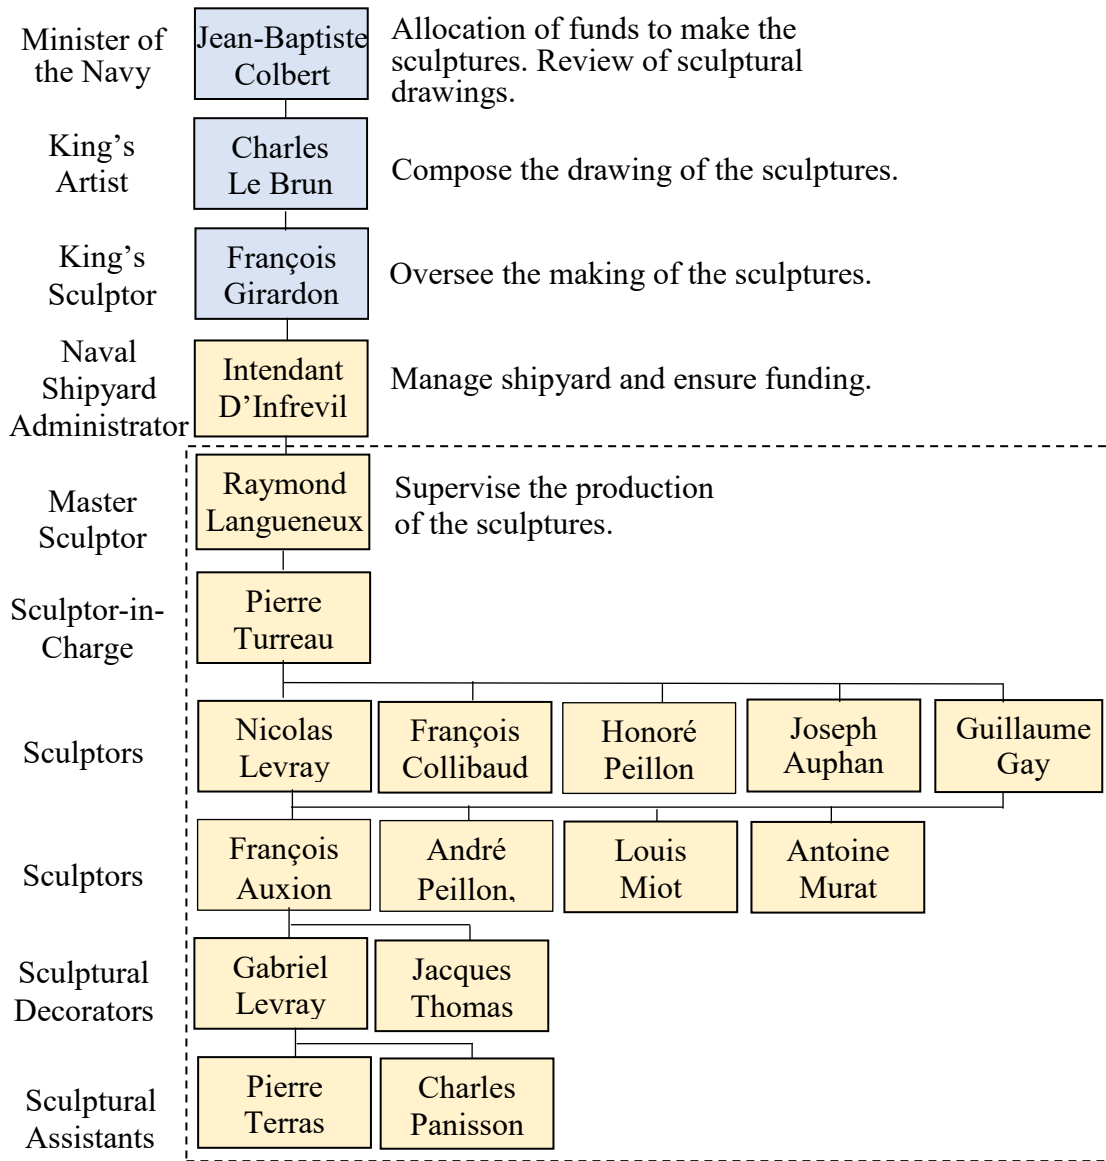 Minister of
the Navy
Jean-Baptiste
Colbert
Allocation of funds to make the
sculptures. Review of sculptural
drawings.
King’s
Artist
Charles
Le Brun
Compose the drawing of the sculptures.
King’s
Sculptor
François
Girardon
Oversee the making of the sculptures.
Naval
Shipyard
Administrator
Intendant
D’Infrevil
Manage shipyard and ensure funding.
Master
Sculptor
Raymond
Langueneux
Supervise the production
of the sculptures.
Sculptor-in-
Charge
Pierre
Turreau
Sculptors
Nicolas
Levray
François
Collibaud
Honoré
Peillon
Joseph
Auphan
Guillaume
Gay
Sculptors
François
Auxion
André
Peillon,
Louis
Miot
Antoine
Murat
Sculptural
Decorators
Gabriel
Levray
Jacques
Thomas
Sculptural
Assistants
Pierre
Terras
Charles
Panisson